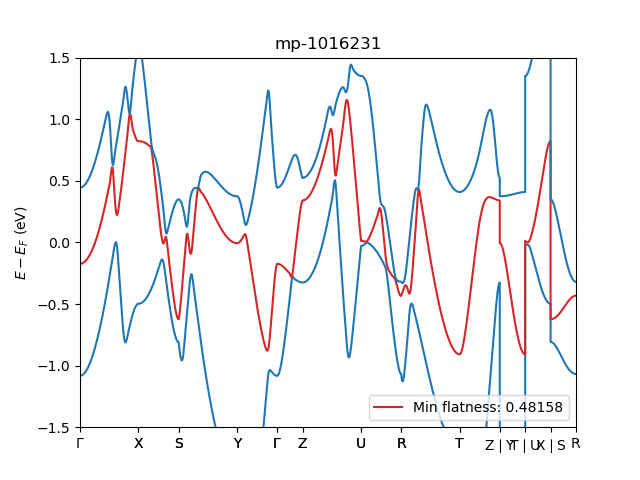 mp-1016231
E − E_F (eV)
1.5
1.0
0.5
0.0
−0.5
−1.0
−1.5
Min flatness: 0.48158
Γ X S Y Γ Z U R T Z | Y T | U X | S R